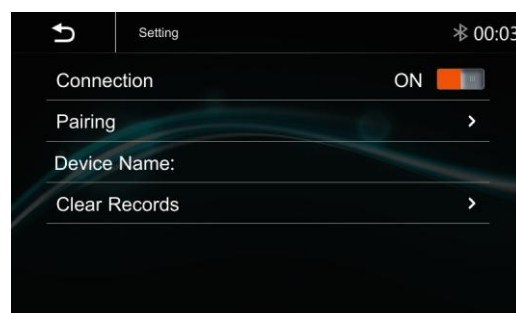 Setting
00:03
Connection ON
Pairing
Device Name:
Clear Records